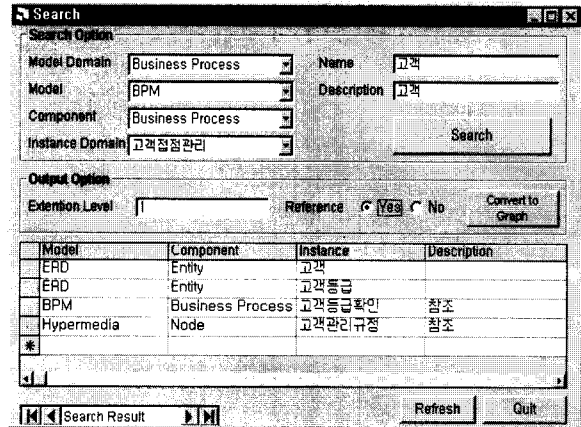 Search
Search Option
Model Domain Business Process Name 고객
Model BPM Description 고객
Component Business Process
Search
Instance Domain 고객접점관리
Output Option
Extention Level 1 Reference Yes No Convert to Graph
Model Component Instance Description
ERD Entity 고객
ERD Entity 고객등급
BPM Business Process 고객등급확인 참조
Hypermedia Node 고객관리규정 참조
Search Result Refresh Quit